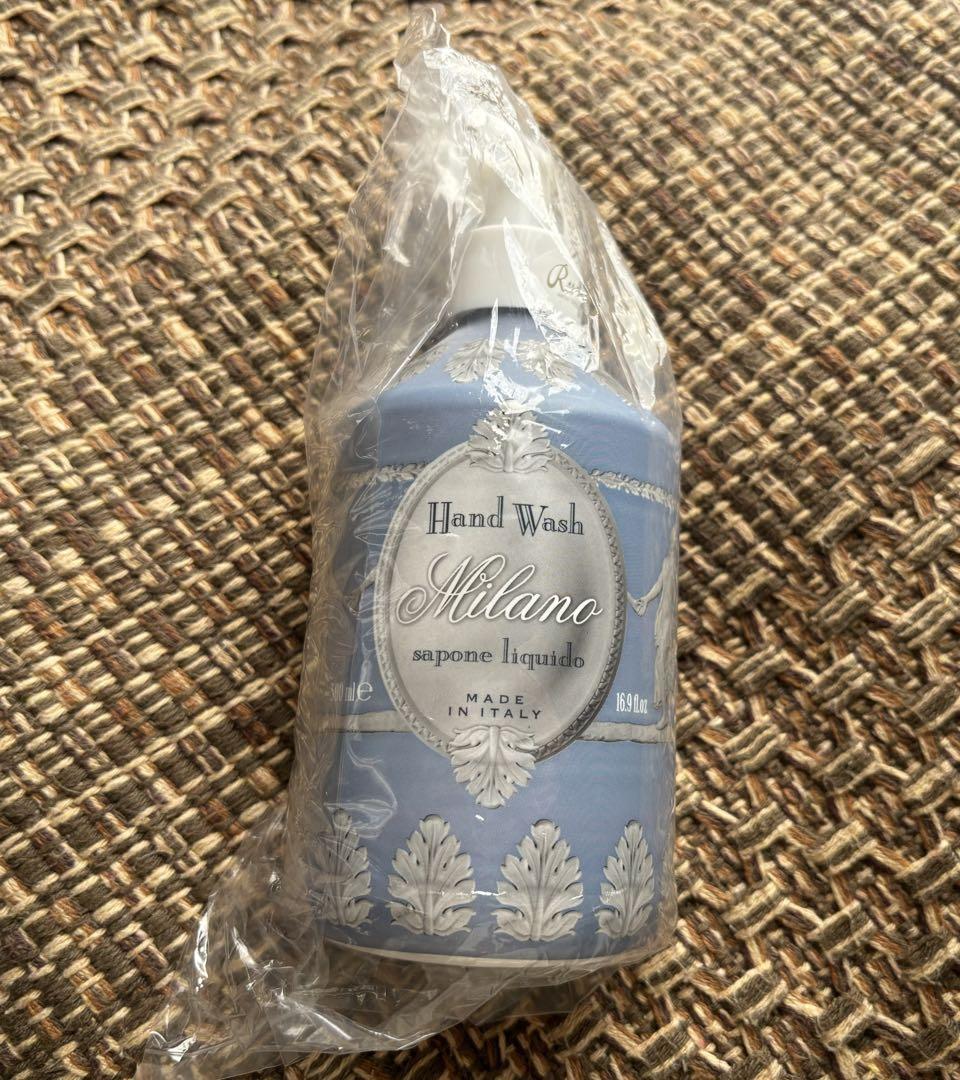 Hand Wash
Milano
sapone liquido
MADE
IN ITALY
16.9 fl.oz